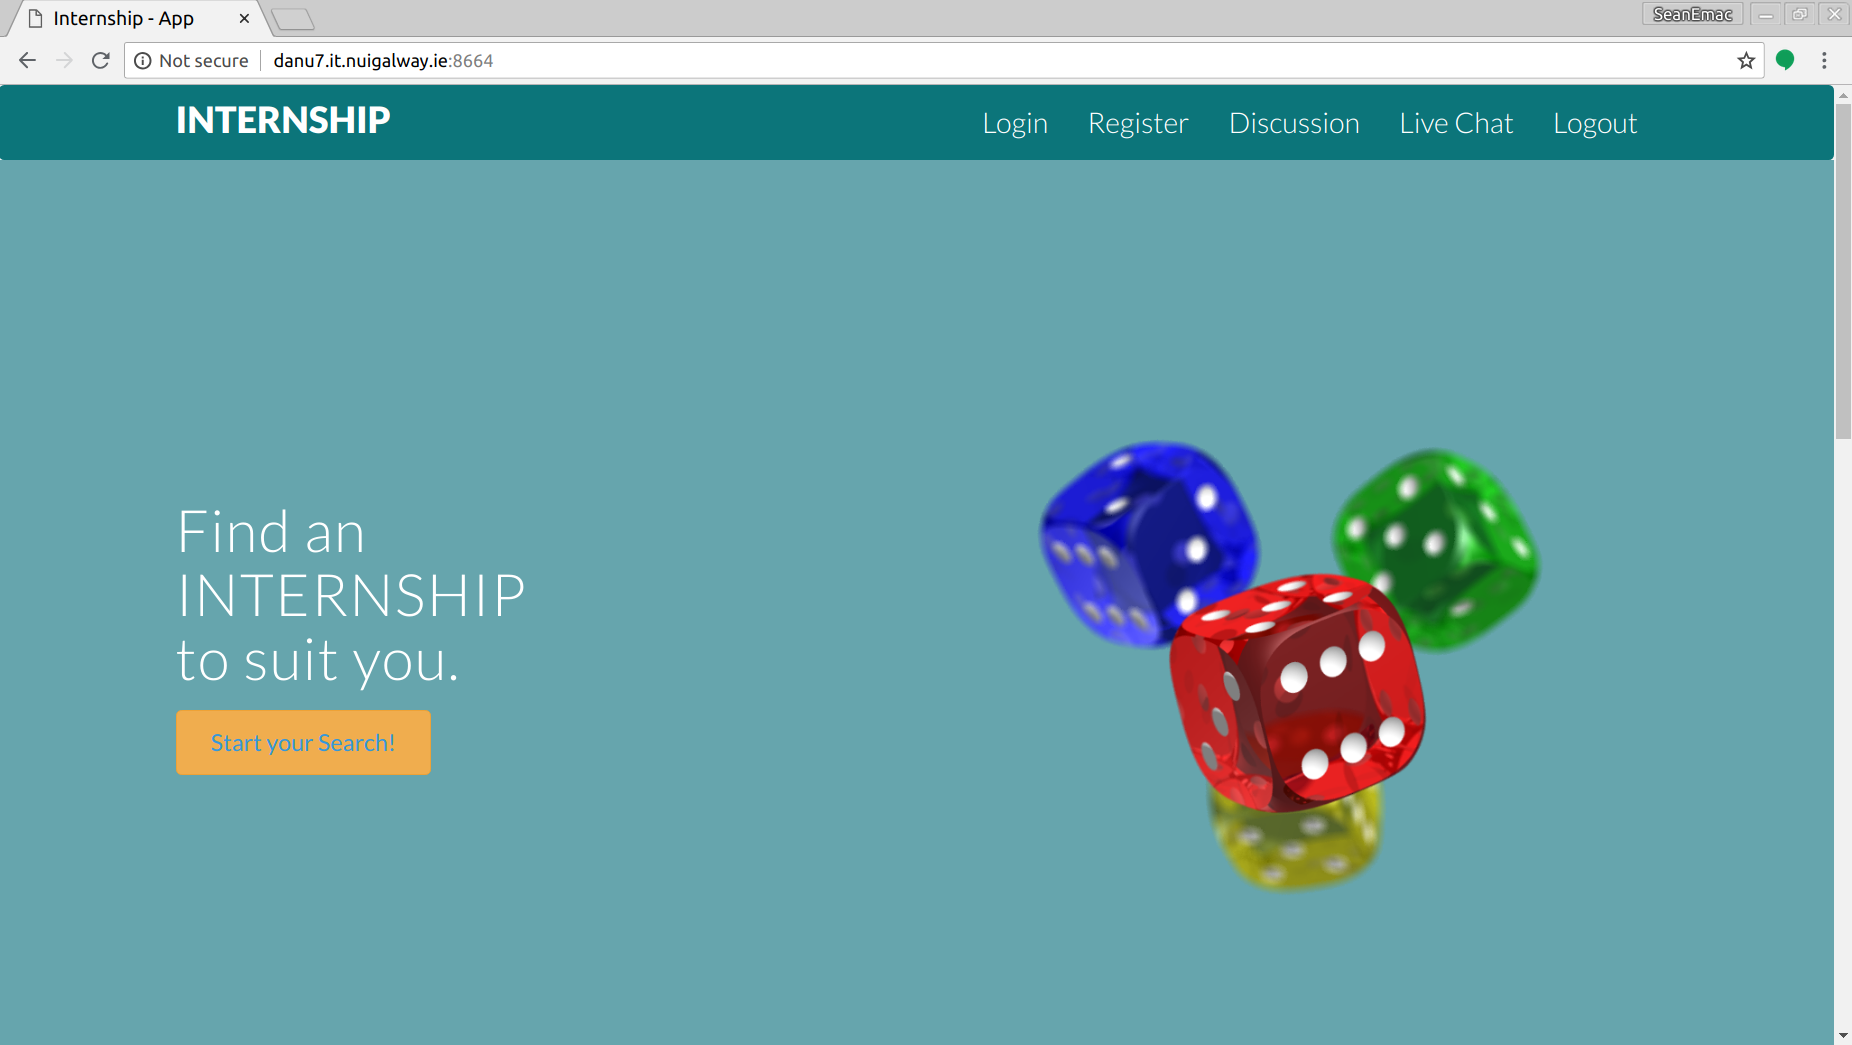 Internship - App
SeanEmac
Not secure danu7.it.nuigalway.ie:8664
INTERNSHIP
Login Register Discussion Live Chat Logout
Find an
INTERNSHIP
to suit you.
Start your Search!